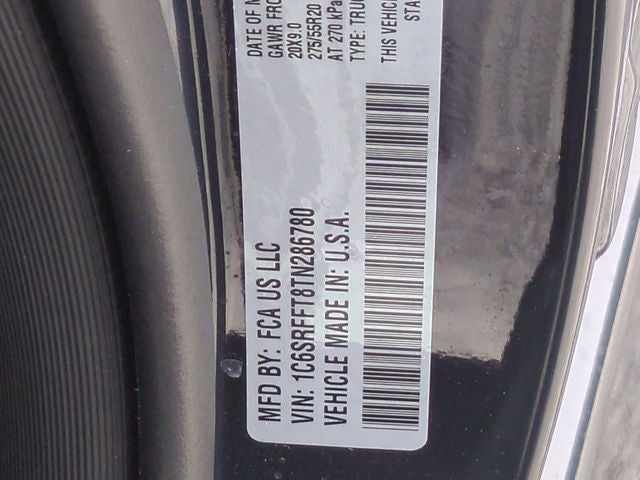 MFD BY: FCA US LLC
VIN: 1C6SRFFT8TN286780
VEHICLE MADE IN: U.S.A.
DATE OF
GAWR
20X9.0
275/55R20
AT 270 kPa
TYPE:
THIS